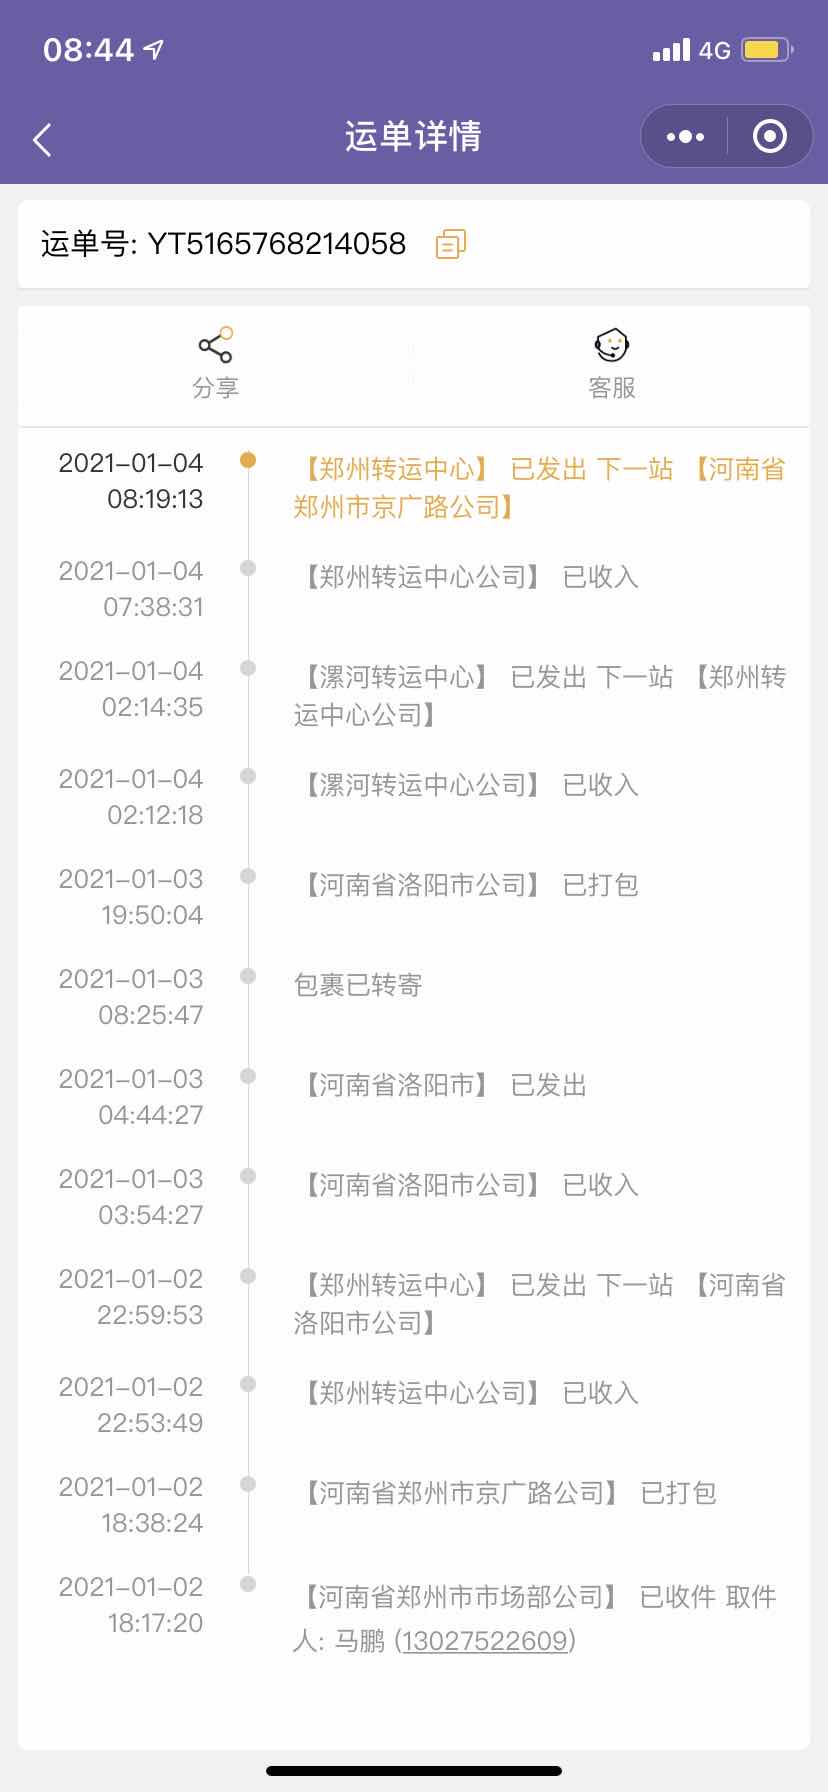 08:44
4G
运单详情
运单号: YT5165768214058
分享
客服
2021-01-04
08:19:13
【郑州转运中心】 已发出 下一站 【河南省
郑州市京广路公司】
2021-01-04
07:38:31
【郑州转运中心公司】 已收入
2021-01-04
02:14:35
【漯河转运中心】 已发出 下一站 【郑州转
运中心公司】
2021-01-04
02:12:18
【漯河转运中心公司】 已收入
2021-01-03
19:50:04
【河南省洛阳市公司】 已打包
2021-01-03
08:25:47
包裹已转寄
2021-01-03
04:44:27
【河南省洛阳市】 已发出
2021-01-03
03:54:27
【河南省洛阳市公司】 已收入
2021-01-02
22:59:53
【郑州转运中心】 已发出 下一站 【河南省
洛阳市公司】
2021-01-02
22:53:49
【郑州转运中心公司】 已收入
2021-01-02
18:38:24
【河南省郑州市京广路公司】 已打包
2021-01-02
18:17:20
【河南省郑州市市场部公司】 已收件 取件
人: 马鹏 (13027522609)